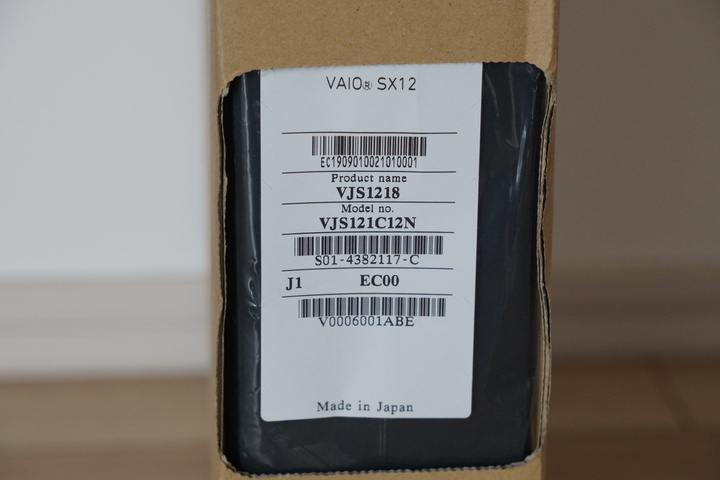 VAIO® SX12
EC1909010021010001
Product name
VJS1218
Model no.
VJS121C12N
S01-4382117-C
J1 EC00
V0006001ABE
Made in Japan